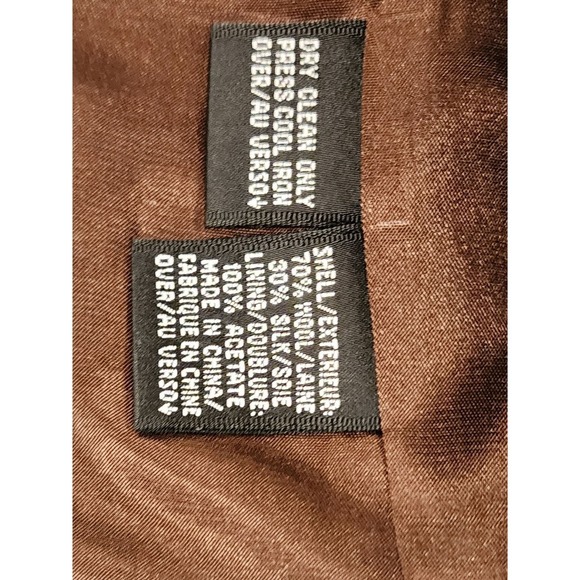 DRY CLEAN ONLY
PRESS COOL IRON
OVER/AU VERSO↓
SHELL/EXTERIEUR:
70% WOOL/LAINE
30% SILK/SOIE
LINING/DOUBLURE:
100% ACETATE
MADE IN CHINA/
FABRIQUE EN CHINE
OVER/AU VERSO↓